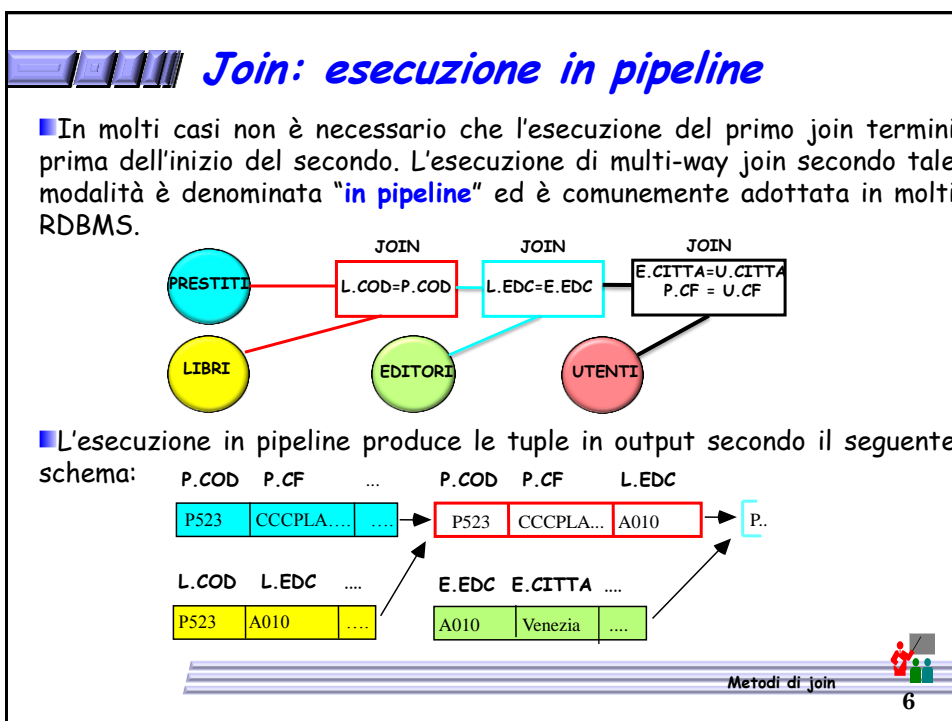 Join: esecuzione in pipeline
In molti casi non è necessario che l'esecuzione del primo join termini
prima dell'inizio del secondo. L'esecuzione di multi-way join secondo tale
modalità è denominata "in pipeline" ed è comunemente adottata in molti
RDBMS.
JOIN JOIN JOIN
PRESTITI L.COD=P.COD L.EDC=E.EDC E.CITTA=U.CITTA
P.CF = U.CF
LIBRI EDITORI UTENTI
L'esecuzione in pipeline produce le tuple in output secondo il seguente
schema:
P.COD P.CF ... P.COD P.CF L.EDC
P523 CCCPLA.... .... P523 CCCPLA... A010 P..
L.COD L.EDC .... E.EDC E.CITTA ....
P523 A010 .... A010 Venezia ....
Metodi di join
6